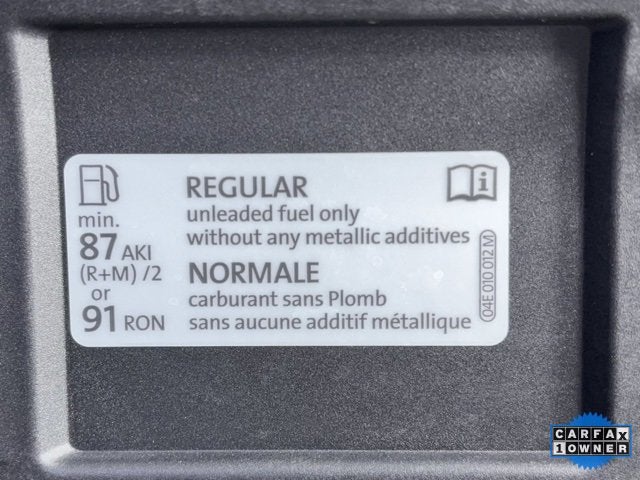 min.
87 AKI
(R+M) /2
or
91 RON
REGULAR
unleaded fuel only
without any metallic additives
NORMALE
carburant sans Plomb
sans aucune additif métallique
i
04E 010 012 M
CARFAX
1 OWNER